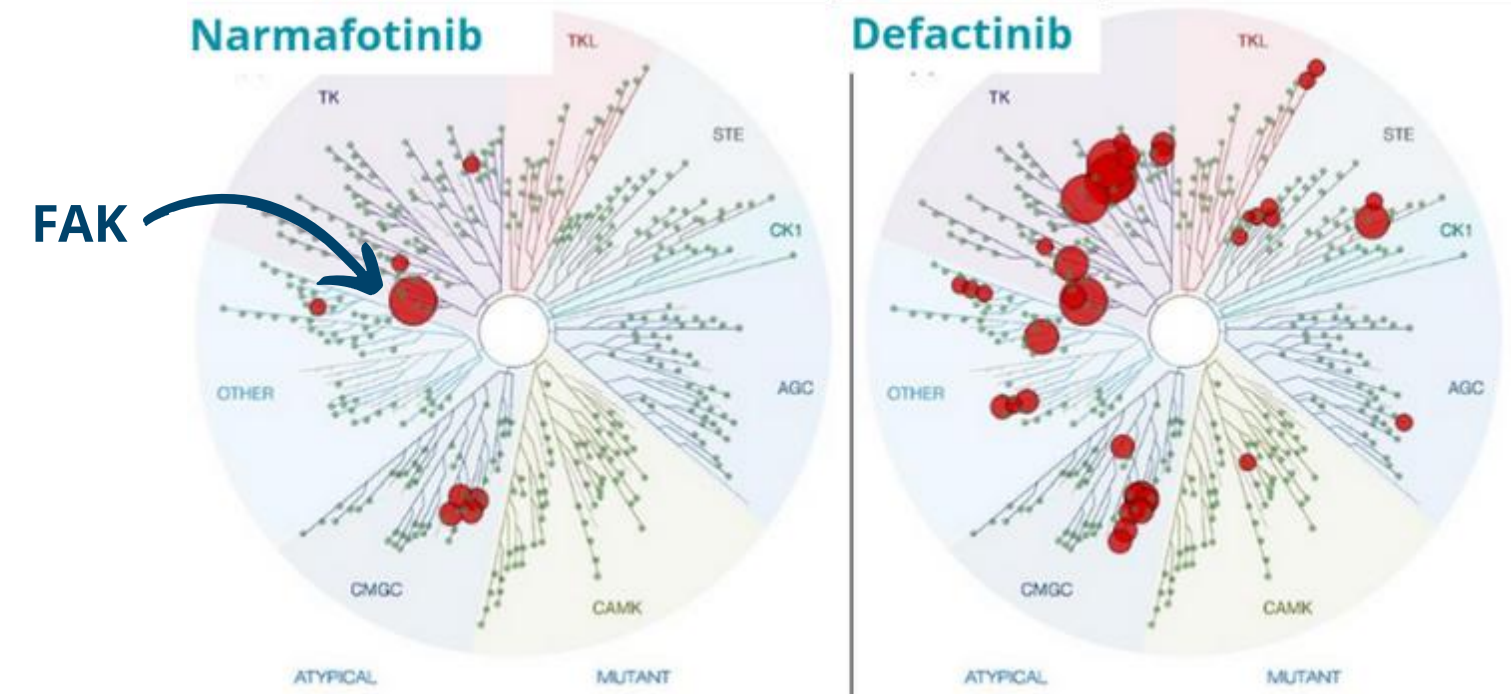 Narmafotinib
TKL
TK
STE
FAK
CK1
OTHER
AGC
CMGC
CAMK
ATYPICAL
MUTANT
Defactinib
TKL
TK
STE
CK1
OTHER
AGC
CMGC
CAMK
ATYPICAL
MUTANT